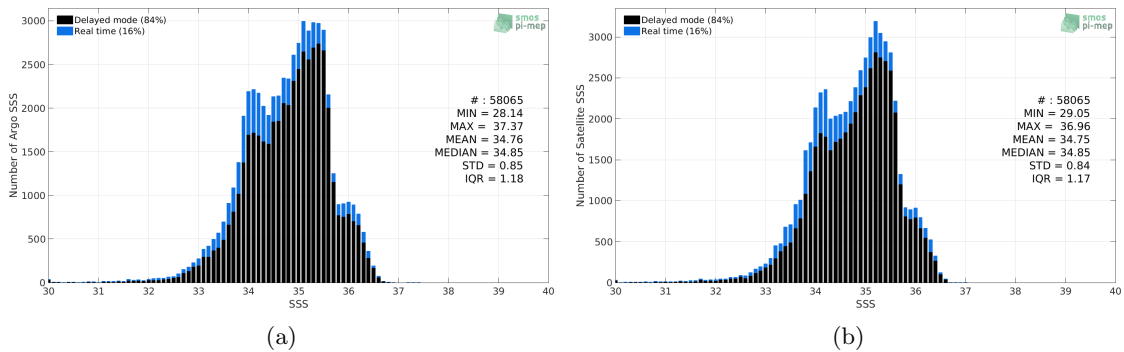 Delayed mode (84%)
Real time (16%)
smos
pi-mep
# : 58065
MIN = 28.14
MAX = 37.37
MEAN = 34.76
MEDIAN = 34.85
STD = 0.85
IQR = 1.18
Number of Argo SSS
3000
2500
2000
1500
1000
500
0
30 31 32 33 34 35 36 37 38 39 40
SSS
(a)
Delayed mode (84%)
Real time (16%)
smos
pi-mep
# : 58065
MIN = 29.05
MAX = 36.96
MEAN = 34.75
MEDIAN = 34.85
STD = 0.84
IQR = 1.17
Number of Satellite SSS
3000
2500
2000
1500
1000
500
0
30 31 32 33 34 35 36 37 38 39 40
SSS
(b)